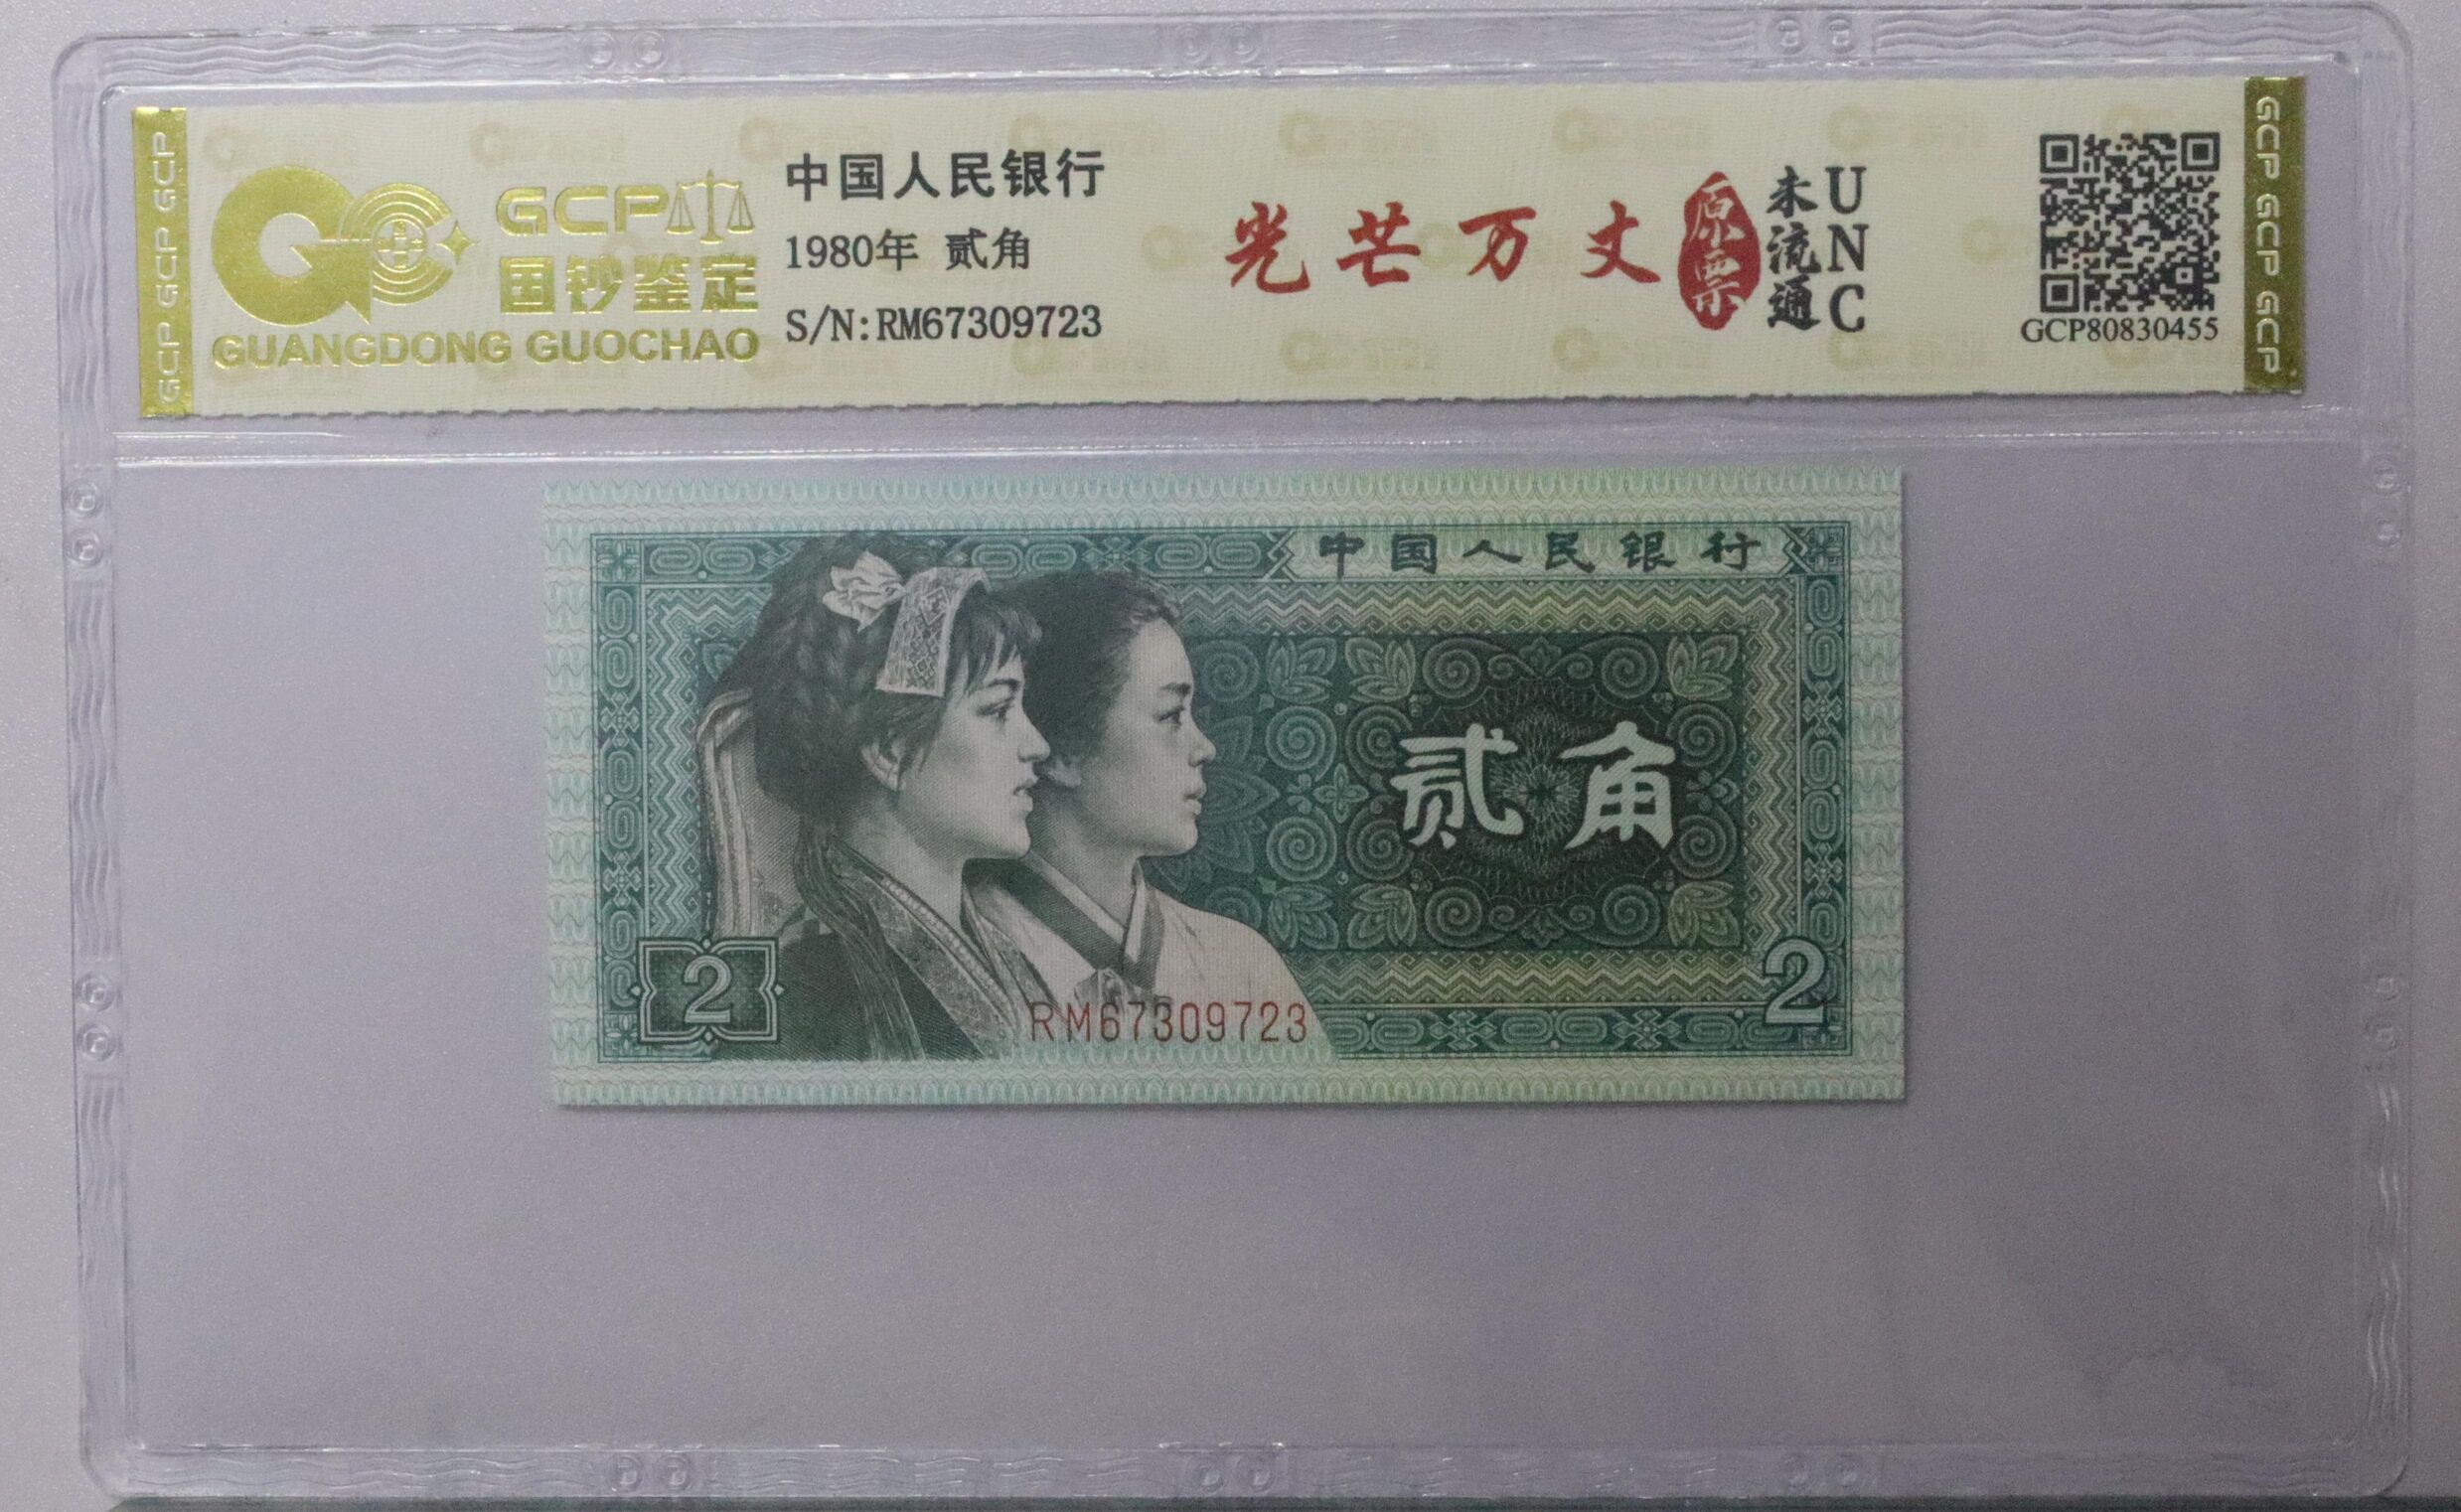 GCP GCP GCP
GCP
国钞鉴定
GUANGDONG GUOCHAO
中国人民银行
1980年 贰角
S/N:RM67309723
光芒万丈
原票
未流通
UNC
GCP80830455
GCP GCP GCP
中国人民银行
贰角
2
RM67309723
2